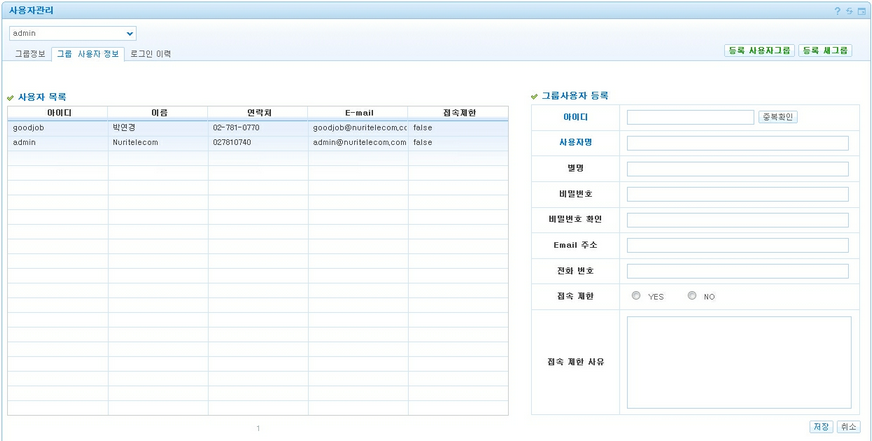 사용자관리
admin
그룹정보 그룹 사용자 정보 로그인 이력
등록 사용자그룹 등록 새그룹
사용자 목록
아이디 이름 연락처 E-mail 접속제한
goodjob 박연경 02-781-0770 goodjob@nuritelecom,cc false
admin Nuritelecom 027810740 admin@nuritelecom,com false
1
그룹사용자 등록
아이디 중복확인
사용자명
별명
비밀번호
비밀번호 확인
Email 주소
전화 번호
접속 제한 YES NO
접속 제한 사유
저장 취소